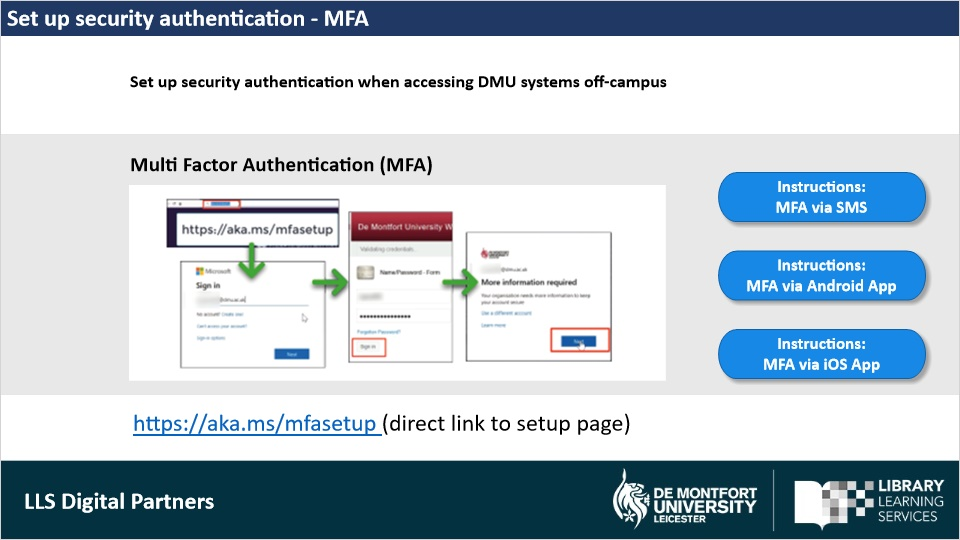 Set up security authentication - MFA
Set up security authentication when accessing DMU systems off-campus
Multi Factor Authentication (MFA)
https://aka.ms/mfasetup
Microsoft
Sign in
@dmu.ac.uk
No account? Create one!
Can't access your account?
Sign-in options
Next
De Montfort University W
Validating credentials.
Name/Password - Form
Forgotten Password?
Sign in
DE MONTFORT
UNIVERSITY
@dmu.ac.uk
More information required
Your organization needs more information to keep
your account secure
Use a different account
Learn more
Next
Instructions:
MFA via SMS
Instructions:
MFA via Android App
Instructions:
MFA via iOS App
https://aka.ms/mfasetup (direct link to setup page)
LLS Digital Partners
DE MONTFORT
UNIVERSITY
LEICESTER
LIBRARY
LEARNING
SERVICES